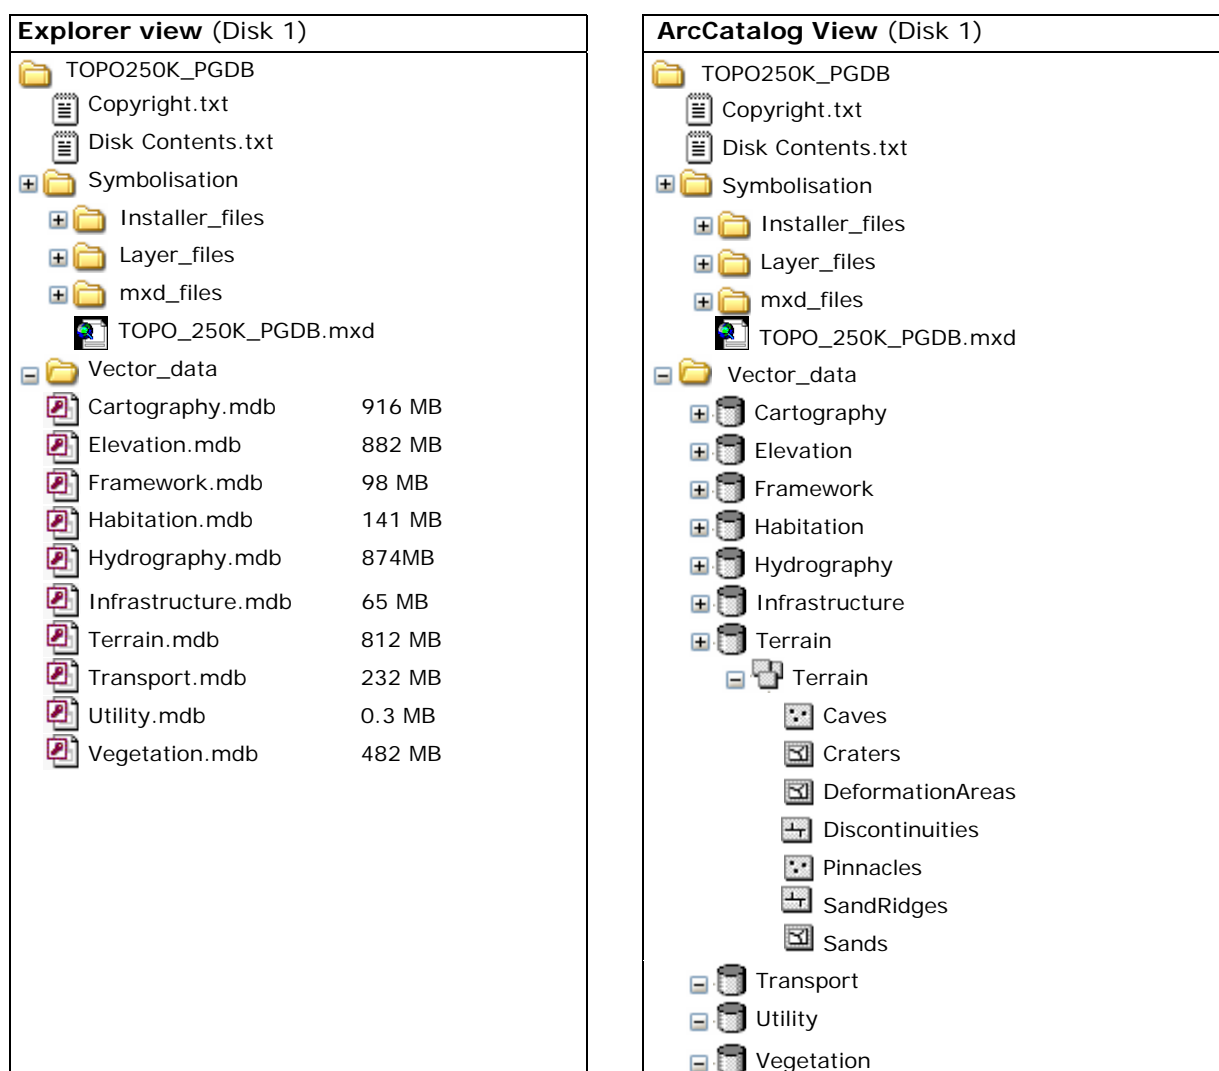 Explorer view (Disk 1)
TOPO250K_PGDB
Copyright.txt
Disk Contents.txt
Symbolisation
Installer_files
Layer_files
mxd_files
TOPO_250K_PGDB.mxd
Vector_data
Cartography.mdb 916 MB
Elevation.mdb 882 MB
Framework.mdb 98 MB
Habitation.mdb 141 MB
Hydrography.mdb 874MB
Infrastructure.mdb 65 MB
Terrain.mdb 812 MB
Transport.mdb 232 MB
Utility.mdb 0.3 MB
Vegetation.mdb 482 MB
ArcCatalog View (Disk 1)
TOPO250K_PGDB
Copyright.txt
Disk Contents.txt
Symbolisation
Installer_files
Layer_files
mxd_files
TOPO_250K_PGDB.mxd
Vector_data
Cartography
Elevation
Framework
Habitation
Hydrography
Infrastructure
Terrain
Terrain
Caves
Craters
DeformationAreas
Discontinuities
Pinnacles
SandRidges
Sands
Transport
Utility
Vegetation